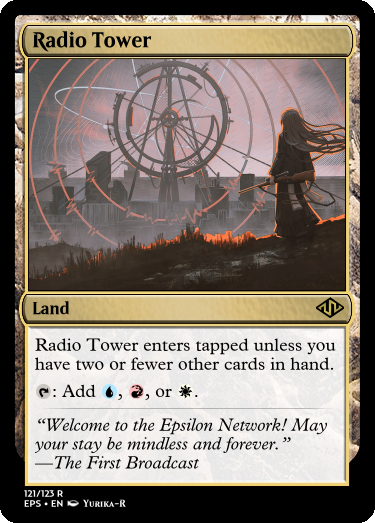 Radio Tower
Land
Radio Tower enters tapped unless you
have two or fewer other cards in hand.
: Add , , or .
“Welcome to the Epsilon Network! May
your stay be mindless and forever.”
—The First Broadcast
121/123 R
EPS • EN Yurika-R